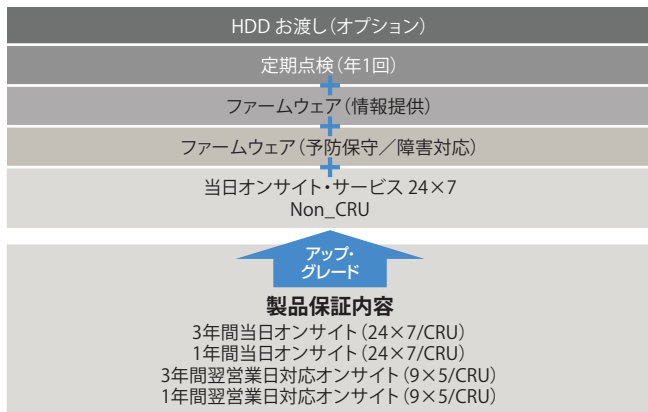 HDD お渡し（オプション）
定期点検（年1回）
ファームウェア（情報提供）
ファームウェア（予防保守／障害対応）
当日オンサイト・サービス 24×7
Non_CRU
アップ・
グレード
製品保証内容
3年間当日オンサイト（24×7/CRU）
1年間当日オンサイト（24×7/CRU）
3年間翌営業日対応オンサイト（9×5/CRU）
1年間翌営業日対応オンサイト（9×5/CRU）